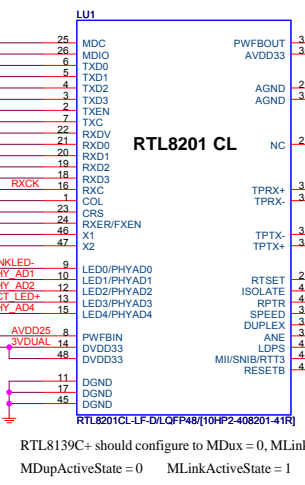 LU1
25 MDC PWFBOUT
26 MDIO AVDD33
6 TXD0
5 TXD1
4 TXD2 AGND
3 TXD3 AGND
2 TXEN
7 TXC
22 RXDV
21 RXD0 RTL8201 CL NC
20 RXD1
19 RXD2
18 RXD3
RXCK 16 RXC TPRX+
1 COL TPRX-
23 CRS
24 RXER/FXEN
46 X1 TPTX-
47 X2 TPTX+
9 LED0/PHYAD0
10 LED1/PHYAD1 RTSET
12 LED2/PHYAD2 ISOLATE
13 LED3/PHYAD3 RPTR
15 LED4/PHYAD4 SPEED
DUPLEX
AVDD25 8 PWFBIN ANE
3VDUAL 14 DVDD33 LDPS
48 DVDD33 MII/SNIB/RTT3
RESETB
11 DGND
17 DGND
45 DGND
RTL8201CL-LF-D/LQFP48/[10HP2-408201-41R]
RTL8139C+ should configure to MDux = 0, MLink
MDupActiveState = 0 MLinkActiveState = 1